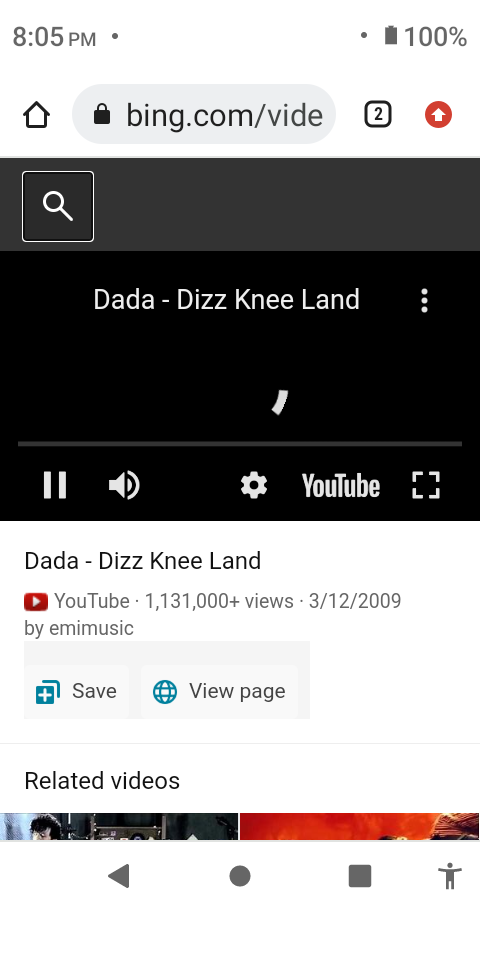 8:05 PM
100%
bing.com/vide
2
Dada - Dizz Knee Land
YouTube
Dada - Dizz Knee Land
YouTube · 1,131,000+ views · 3/12/2009
by emimusic
Save
View page
Related videos